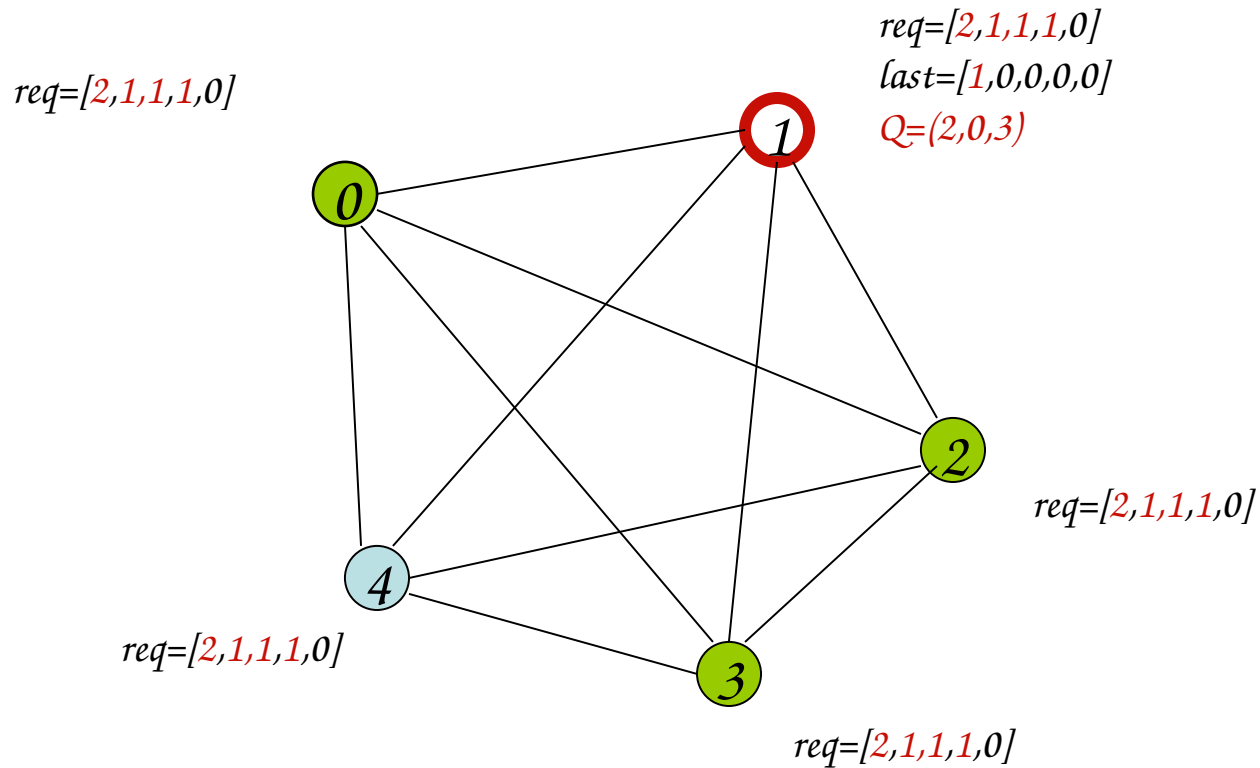 req=[2,1,1,1,0]
last=[1,0,0,0,0]
Q=(2,0,3)
req=[2,1,1,1,0]
1
0
2
req=[2,1,1,1,0]
4
req=[2,1,1,1,0]
3
req=[2,1,1,1,0]